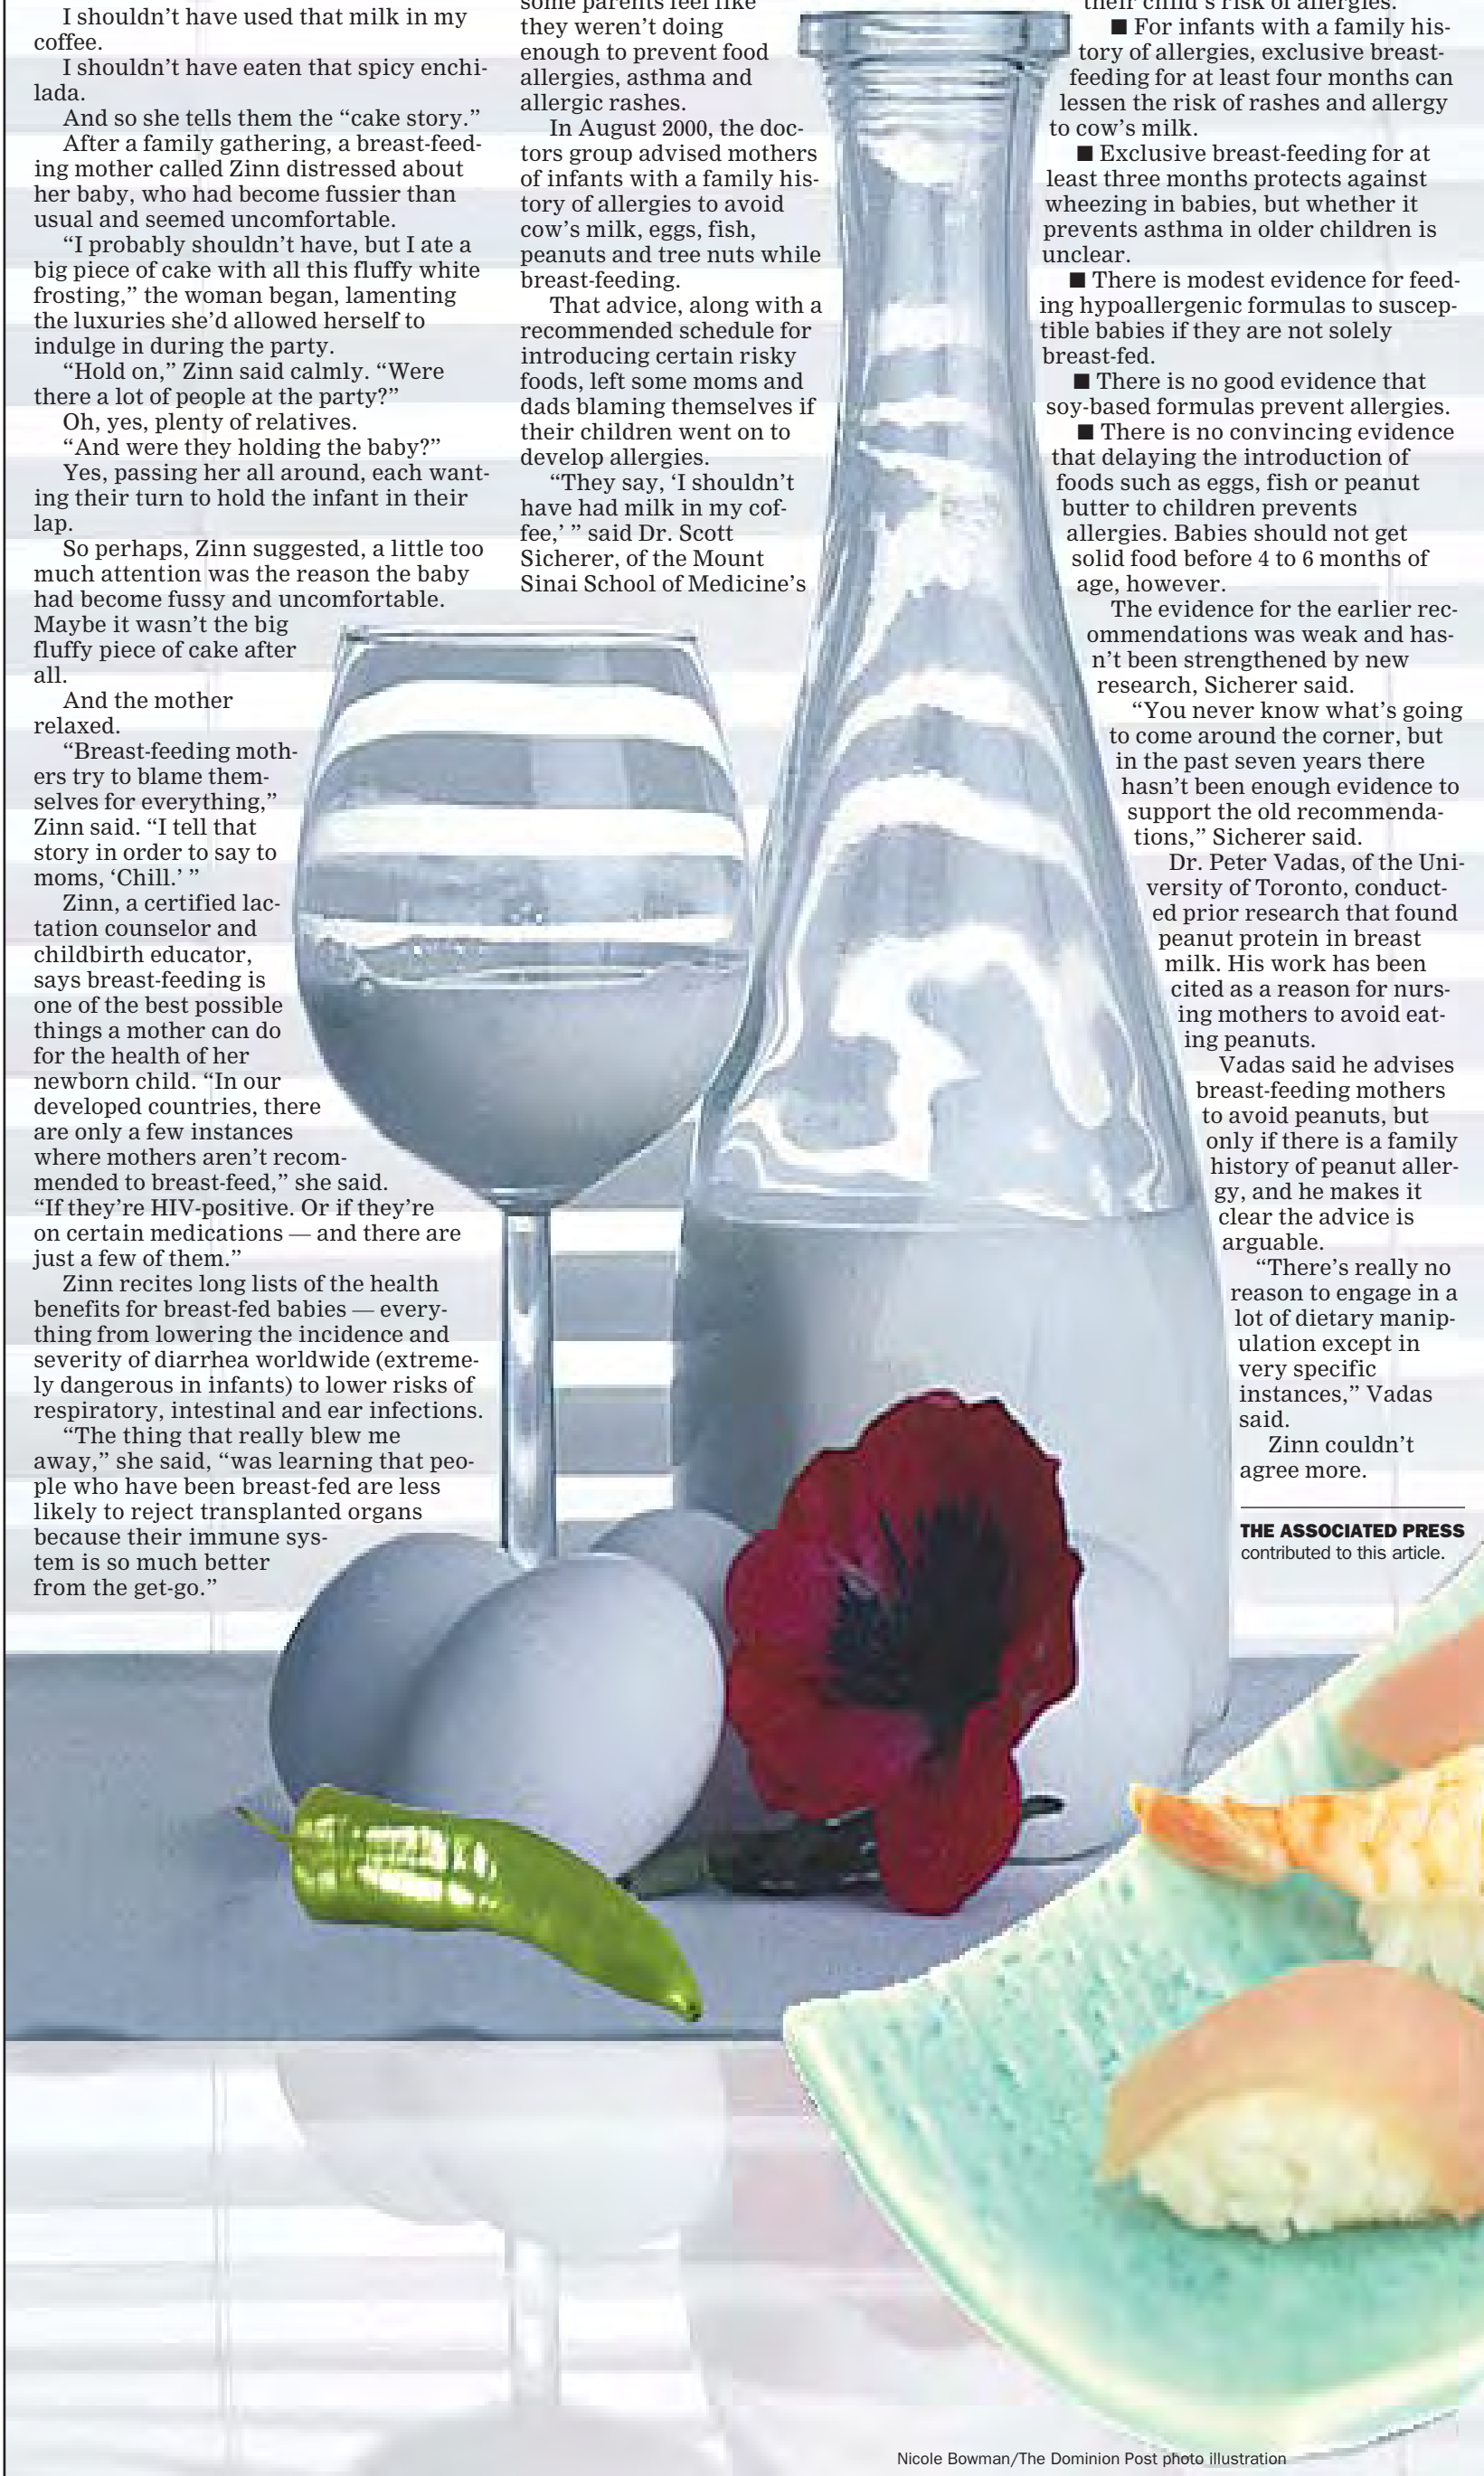 I shouldn't have used that milk in my
coffee.
I shouldn't have eaten that spicy enchi-
lada.
And so she tells them the “cake story.”
After a family gathering, a breast-feed-
ing mother called Zinn distressed about
her baby, who had become fussier than
usual and seemed uncomfortable.
“I probably shouldn't have, but I ate a
big piece of cake with all this fluffy white
frosting,” the woman began, lamenting
the luxuries she'd allowed herself to
indulge in during the party.
“Hold on,” Zinn said calmly. “Were
there a lot of people at the party?”
Oh, yes, plenty of relatives.
“And were they holding the baby?”
Yes, passing her all around, each want-
ing their turn to hold the infant in their
lap.
So perhaps, Zinn suggested, a little too
much attention was the reason the baby
had become fussy and uncomfortable.
Maybe it wasn't the big
fluffy piece of cake after
all.
And the mother
relaxed.
“Breast-feeding moth-
ers try to blame them-
selves for everything,”
Zinn said. “I tell that
story in order to say to
moms, ‘Chill.’ ”
Zinn, a certified lac-
tation counselor and
childbirth educator,
says breast-feeding is
one of the best possible
things a mother can do
for the health of her
newborn child. “In our
developed countries, there
are only a few instances
where mothers aren't recom-
mended to breast-feed,” she said.
“If they're HIV-positive. Or if they're
on certain medications — and there are
just a few of them.”
Zinn recites long lists of the health
benefits for breast-fed babies — every-
thing from lowering the incidence and
severity of diarrhea worldwide (extreme-
ly dangerous in infants) to lower risks of
respiratory, intestinal and ear infections.
“The thing that really blew me
away,” she said, “was learning that peo-
ple who have been breast-fed are less
likely to reject transplanted organs
because their immune sys-
tem is so much better
from the get-go.”
some parents feel like
they weren't doing
enough to prevent food
allergies, asthma and
allergic rashes.
In August 2000, the doc-
tors group advised mothers
of infants with a family his-
tory of allergies to avoid
cow's milk, eggs, fish,
peanuts and tree nuts while
breast-feeding.
That advice, along with a
recommended schedule for
introducing certain risky
foods, left some moms and
dads blaming themselves if
their children went on to
develop allergies.
“They say, ‘I shouldn't
have had milk in my cof-
fee,’ ” said Dr. Scott
Sicherer, of the Mount
Sinai School of Medicine's
their child's risk of allergies.
■ For infants with a family his-
tory of allergies, exclusive breast-
feeding for at least four months can
lessen the risk of rashes and allergy
to cow's milk.
■ Exclusive breast-feeding for at
least three months protects against
wheezing in babies, but whether it
prevents asthma in older children is
unclear.
■ There is modest evidence for feed-
ing hypoallergenic formulas to suscep-
tible babies if they are not solely
breast-fed.
■ There is no good evidence that
soy-based formulas prevent allergies.
■ There is no convincing evidence
that delaying the introduction of
foods such as eggs, fish or peanut
butter to children prevents
allergies. Babies should not get
solid food before 4 to 6 months of
age, however.
The evidence for the earlier rec-
ommendations was weak and has-
n't been strengthened by new
research, Sicherer said.
“You never know what's going
to come around the corner, but
in the past seven years there
hasn't been enough evidence to
support the old recommenda-
tions,” Sicherer said.
Dr. Peter Vadas, of the Uni-
versity of Toronto, conduct-
ed prior research that found
peanut protein in breast
milk. His work has been
cited as a reason for nurs-
ing mothers to avoid eat-
ing peanuts.
Vadas said he advises
breast-feeding mothers
to avoid peanuts, but
only if there is a family
history of peanut aller-
gy, and he makes it
clear the advice is
arguable.
“There's really no
reason to engage in a
lot of dietary manip-
ulation except in
very specific
instances,” Vadas
said.
Zinn couldn't
agree more.
THE ASSOCIATED PRESS
contributed to this article.
Nicole Bowman/The Dominion Post photo illustration